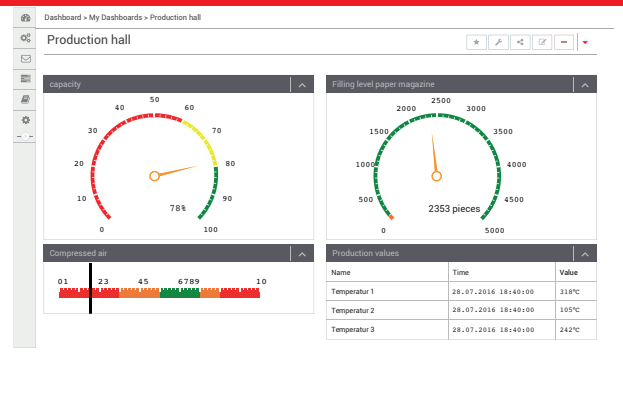 Dashboard > My Dashboards > Production hall
Production hall
capacity
0
10
20
30
40
50
60
70
80
90
100
78%
Filling level paper magazine
0
500
1000
1500
2000
2500
3000
3500
4000
4500
5000
2353 pieces
Compressed air
01 23 45 6789 10
Production values
Name Time Value
Temperatur 1 28.07.2016 18:40:00 318°C
Temperatur 2 28.07.2016 18:40:00 105°C
Temperatur 3 28.07.2016 18:40:00 242°C